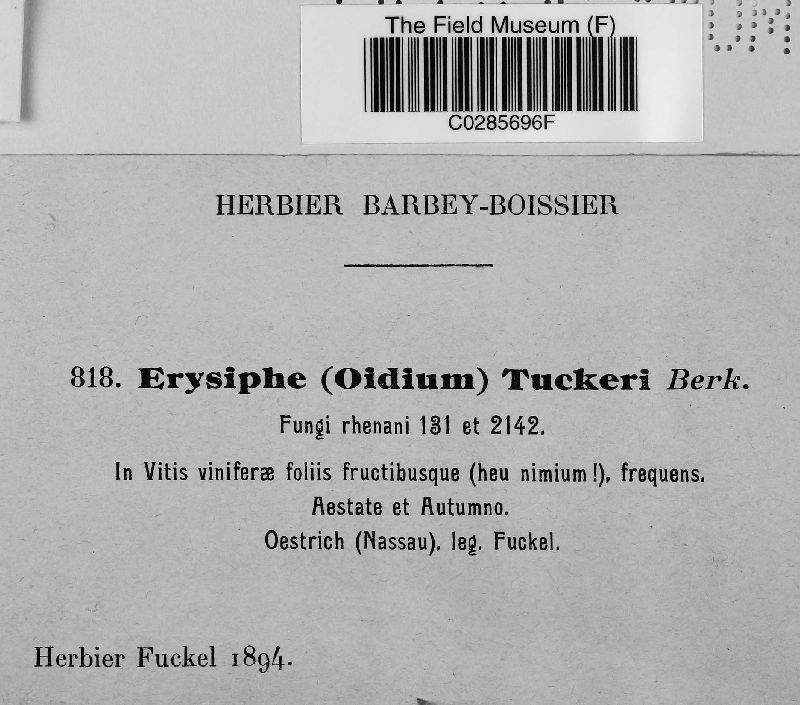 The Field Museum (F)
C0285696F
HERBIER BARBEY-BOISSIER
818. Erysiphe (Oidium) Tuckeri Berk.
Fungi rhenani 131 et 2142.
In Vitis viniferæ foliis fructibusque (heu nimium!), frequens.
Aestate et Autumno.
Oestrich (Nassau), leg. Fuckel.
Herbier Fuckel 1894.